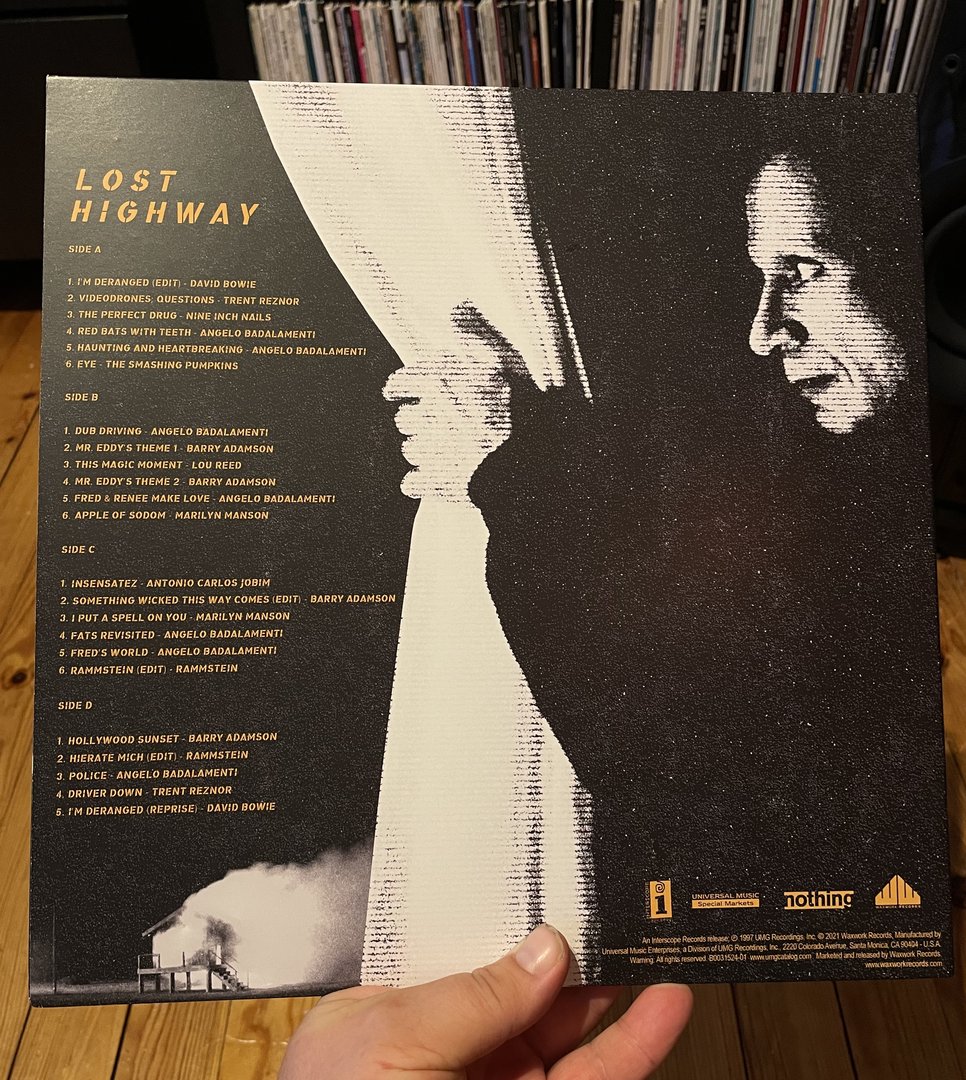 LOST
HIGHWAY
SIDE A
1. I'M DERANGED (EDIT) - DAVID BOWIE
2. VIDEODRONES; QUESTIONS - TRENT REZNOR
3. THE PERFECT DRUG - NINE INCH NAILS
4. RED BATS WITH TEETH - ANGELO BADALAMENTI
5. HAUNTING AND HEARTBREAKING - ANGELO BADALAMENTI
6. EYE - THE SMASHING PUMPKINS
SIDE B
1. DUB DRIVING - ANGELO BADALAMENTI
2. MR. EDDY'S THEME 1 - BARRY ADAMSON
3. THIS MAGIC MOMENT - LOU REED
4. MR. EDDY'S THEME 2 - BARRY ADAMSON
5. FRED & RENEE MAKE LOVE - ANGELO BADALAMENTI
6. APPLE OF SODOM - MARILYN MANSON
SIDE C
1. INSENSATEZ - ANTONIO CARLOS JOBIM
2. SOMETHING WICKED THIS WAY COMES (EDIT) - BARRY ADAMSON
3. I PUT A SPELL ON YOU - MARILYN MANSON
4. FATS REVISITED - ANGELO BADALAMENTI
5. FRED'S WORLD - ANGELO BADALAMENTI
6. RAMMSTEIN (EDIT) - RAMMSTEIN
SIDE D
1. HOLLYWOOD SUNSET - BARRY ADAMSON
2. HIERATE MICH (EDIT) - RAMMSTEIN
3. POLICE - ANGELO BADALAMENTI
4. DRIVER DOWN - TRENT REZNOR
5. I'M DERANGED (REPRISE) - DAVID BOWIE
i
UNIVERSAL MUSIC
Special Markets
nothing
WAXWORK RECORDS
An Interscope Records release; ℗ 1997 UMG Recordings, Inc. © 2021 Waxwork Records, Manufactured by
Universal Music Enterprises, a Division of UMG Recordings, Inc. 2220 Colorado Avenue, Santa Monica, CA 90404 - U.S.A.
Warning: All rights reserved. B0031524-01 www.umgcatalog.com Marketed and released by Waxwork Records.
www.waxworkrecords.com